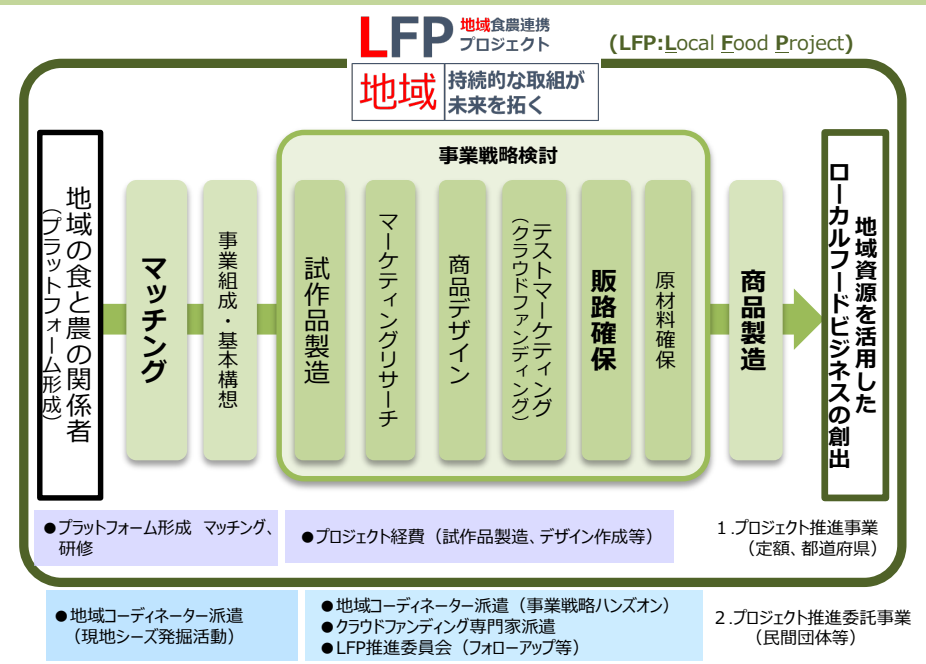 LFP 地域食農連携
プロジェクト
(LFP:Local Food Project)
地域 持続的な取組が
未来を拓く
地域の食と農の関係者
(プラットフォーム形成)
マッチング
事業組成・基本構想
事業戦略検討
試作品製造
マーケティングリサーチ
商品デザイン
テストマーケティング
(クラウドファンディング)
販路確保
原材料確保
商品製造
地域資源を活用した
ローカルフードビジネスの創出
●プラットフォーム形成 マッチング、
研修
●プロジェクト経費（試作品製造、デザイン作成等）
１.プロジェクト推進事業
（定額、都道府県）
●地域コーディネーター派遣
（現地シーズ発掘活動）
●地域コーディネーター派遣（事業戦略ハンズオン）
●クラウドファンディング専門家派遣
●LFP推進委員会（フォローアップ等）
２.プロジェクト推進委託事業
（民間団体等）